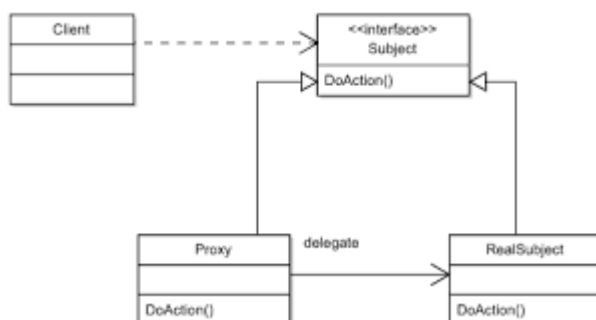 Client
<<interface>>
Subject
DoAction()
Proxy
delegate
RealSubject
DoAction()
DoAction()